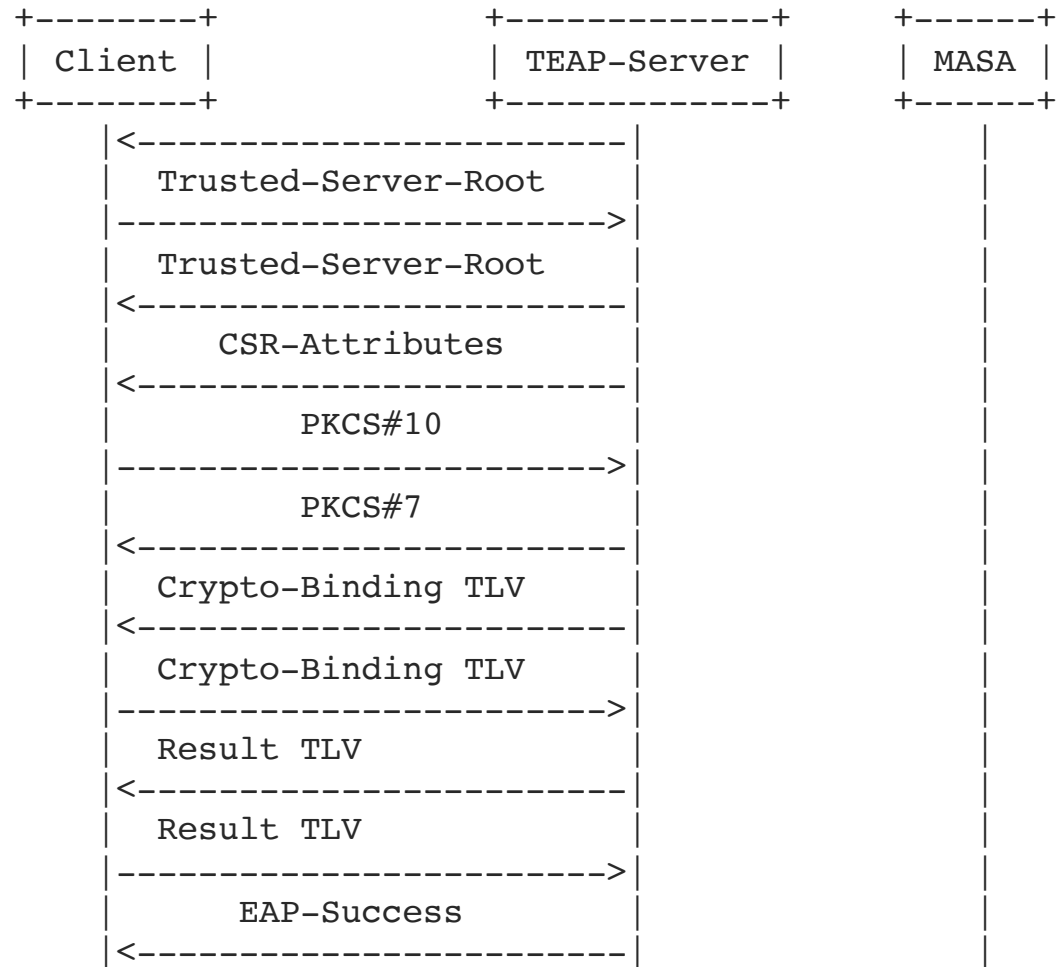 +--------+             +-------------+     +------+
| Client |             | TEAP-Server |     | MASA |
+--------+             +-------------+     +------+
    |<------------------------|                |
    |  Trusted-Server-Root    |                |
    |------------------------>|                |
    |  Trusted-Server-Root    |                |
    |<------------------------|                |
    |     CSR-Attributes      |                |
    |<------------------------|                |
    |         PKCS#10         |                |
    |------------------------>|                |
    |         PKCS#7          |                |
    |<------------------------|                |
    |  Crypto-Binding TLV     |                |
    |<------------------------|                |
    |  Crypto-Binding TLV     |                |
    |------------------------>|                |
    |  Result TLV             |                |
    |<------------------------|                |
    |  Result TLV             |                |
    |------------------------>|                |
    |      EAP-Success        |                |
    |<------------------------|                |